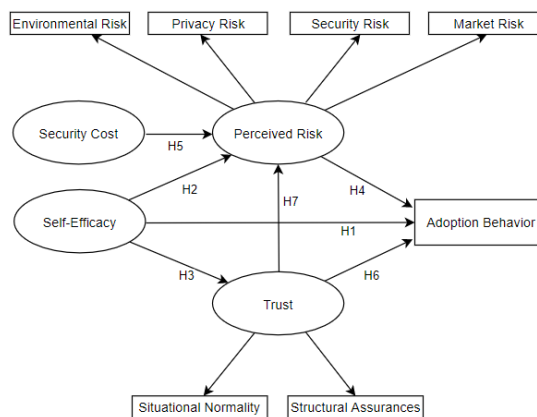 Environmental Risk
Privacy Risk
Security Risk
Market Risk
Security Cost
Perceived Risk
H5
H2
H7
H4
Self-Efficacy
H1
Adoption Behavior
H3
H6
Trust
Situational Normality
Structural Assurances